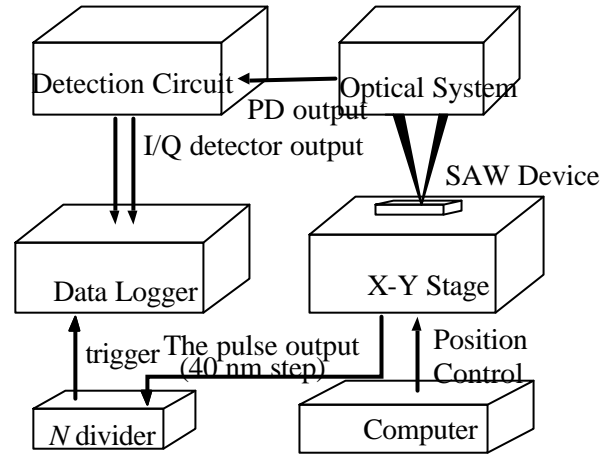 Detection Circuit
Optical System
PD output
I/Q detector output
SAW Device
Data Logger
X-Y Stage
trigger
The pulse output
(40 nm step)
Position
Control
N divider
Computer